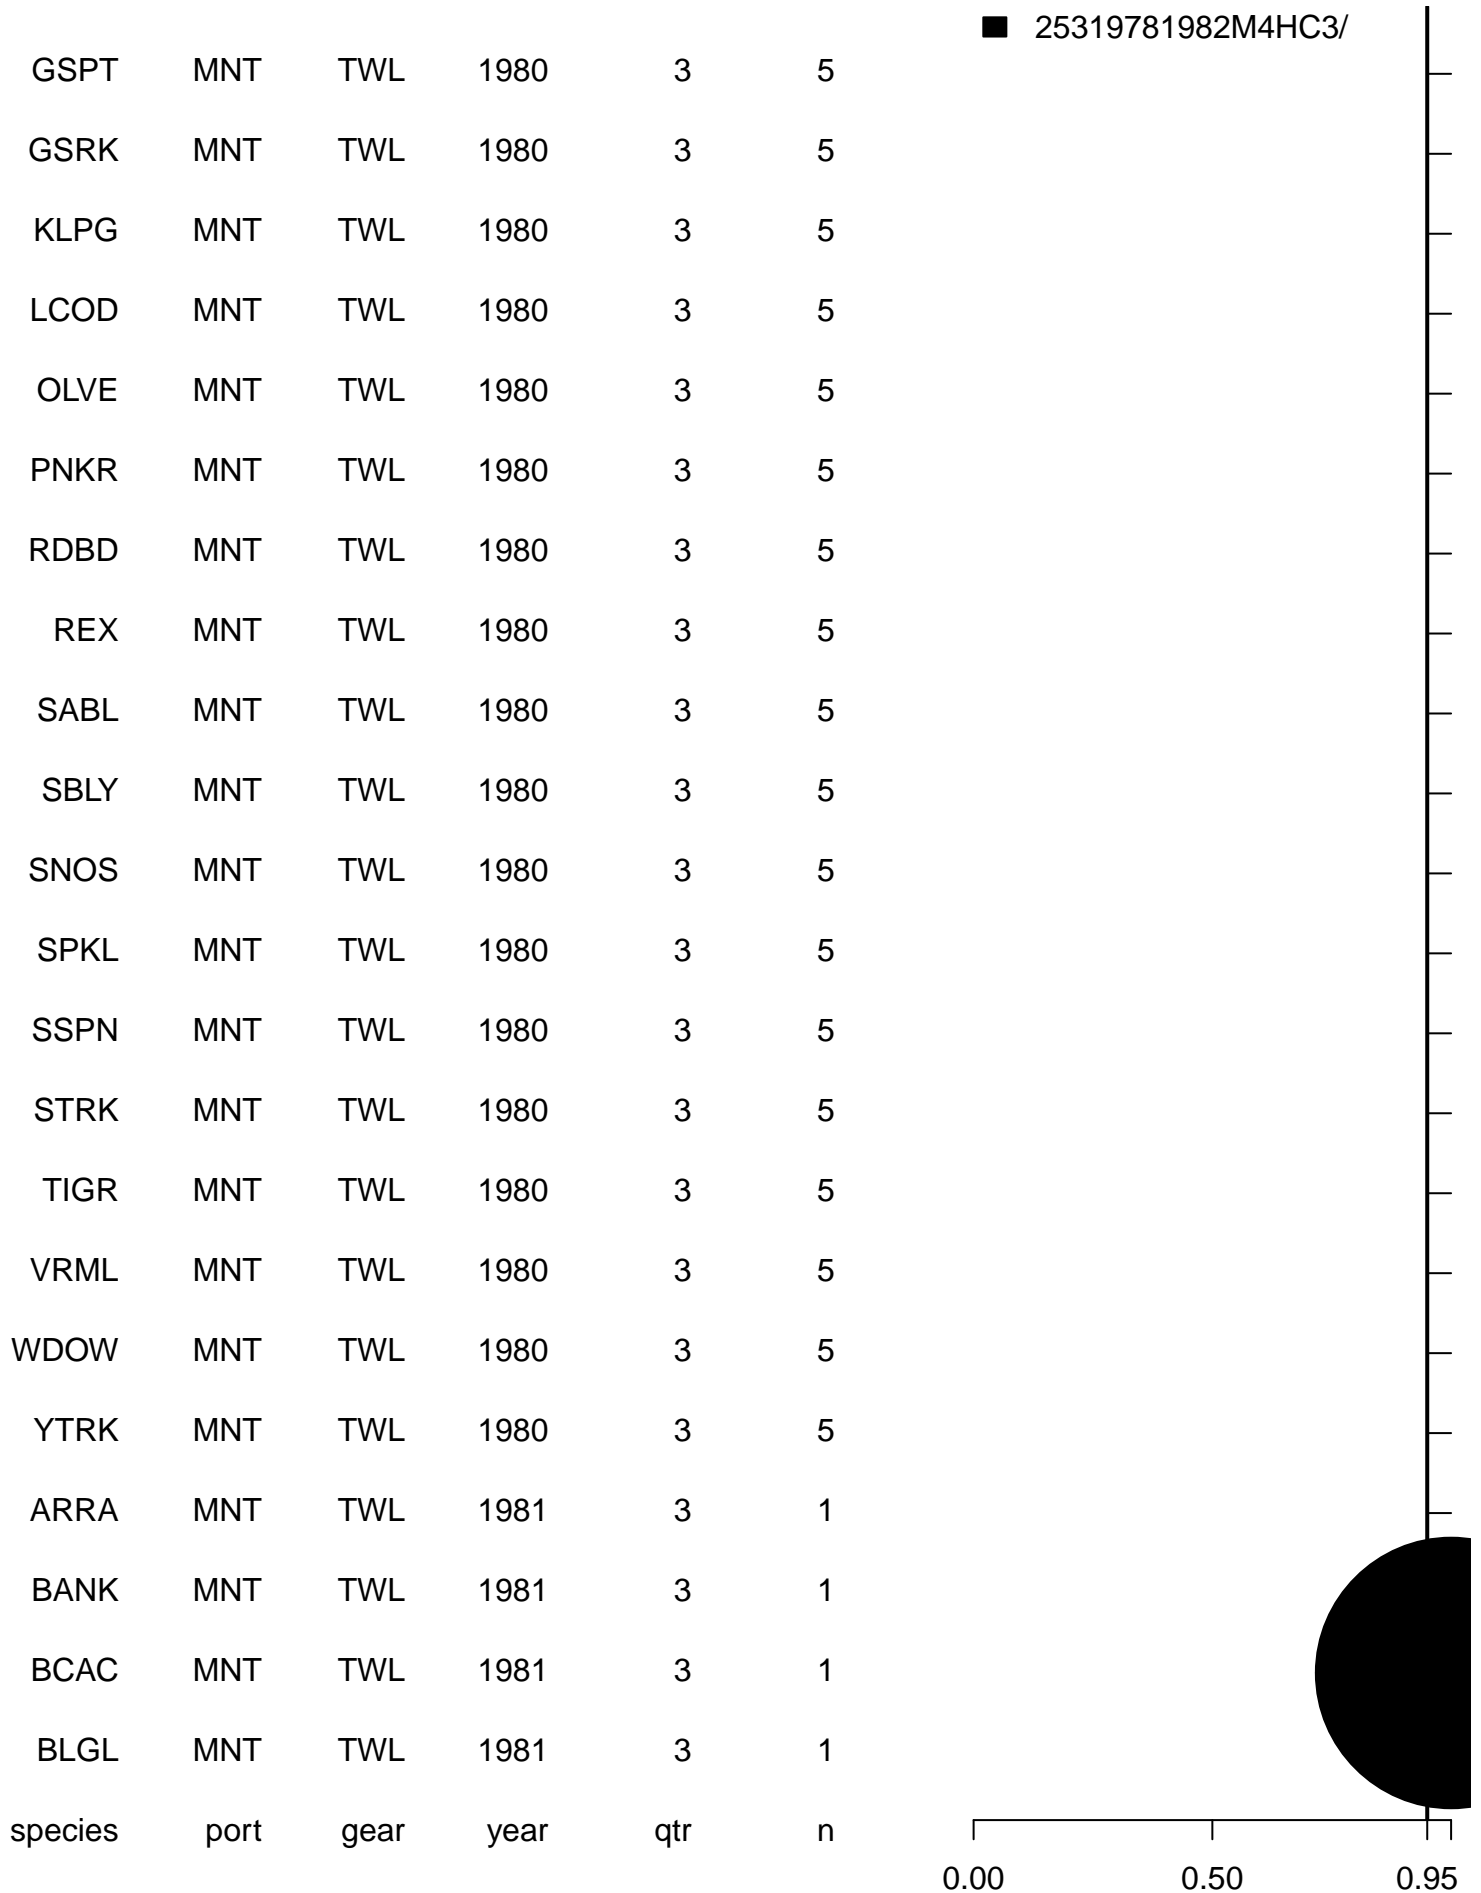 25319781982M4HC3/
GSPT MNT TWL 1980 3 5
GSRK MNT TWL 1980 3 5
KLPG MNT TWL 1980 3 5
LCOD MNT TWL 1980 3 5
OLVE MNT TWL 1980 3 5
PNKR MNT TWL 1980 3 5
RDBD MNT TWL 1980 3 5
REX MNT TWL 1980 3 5
SABL MNT TWL 1980 3 5
SBLY MNT TWL 1980 3 5
SNOS MNT TWL 1980 3 5
SPKL MNT TWL 1980 3 5
SSPN MNT TWL 1980 3 5
STRK MNT TWL 1980 3 5
TIGR MNT TWL 1980 3 5
VRML MNT TWL 1980 3 5
WDOW MNT TWL 1980 3 5
YTRK MNT TWL 1980 3 5
ARRA MNT TWL 1981 3 1
BANK MNT TWL 1981 3 1
BCAC MNT TWL 1981 3 1
BLGL MNT TWL 1981 3 1
species port gear year qtr n
0.00 0.50 0.95